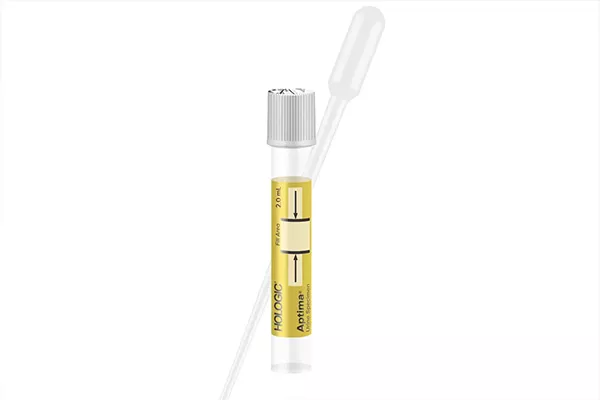 HOLOGIC®
Aptima®
Urine Specimen
Fill Area
2.0 mL